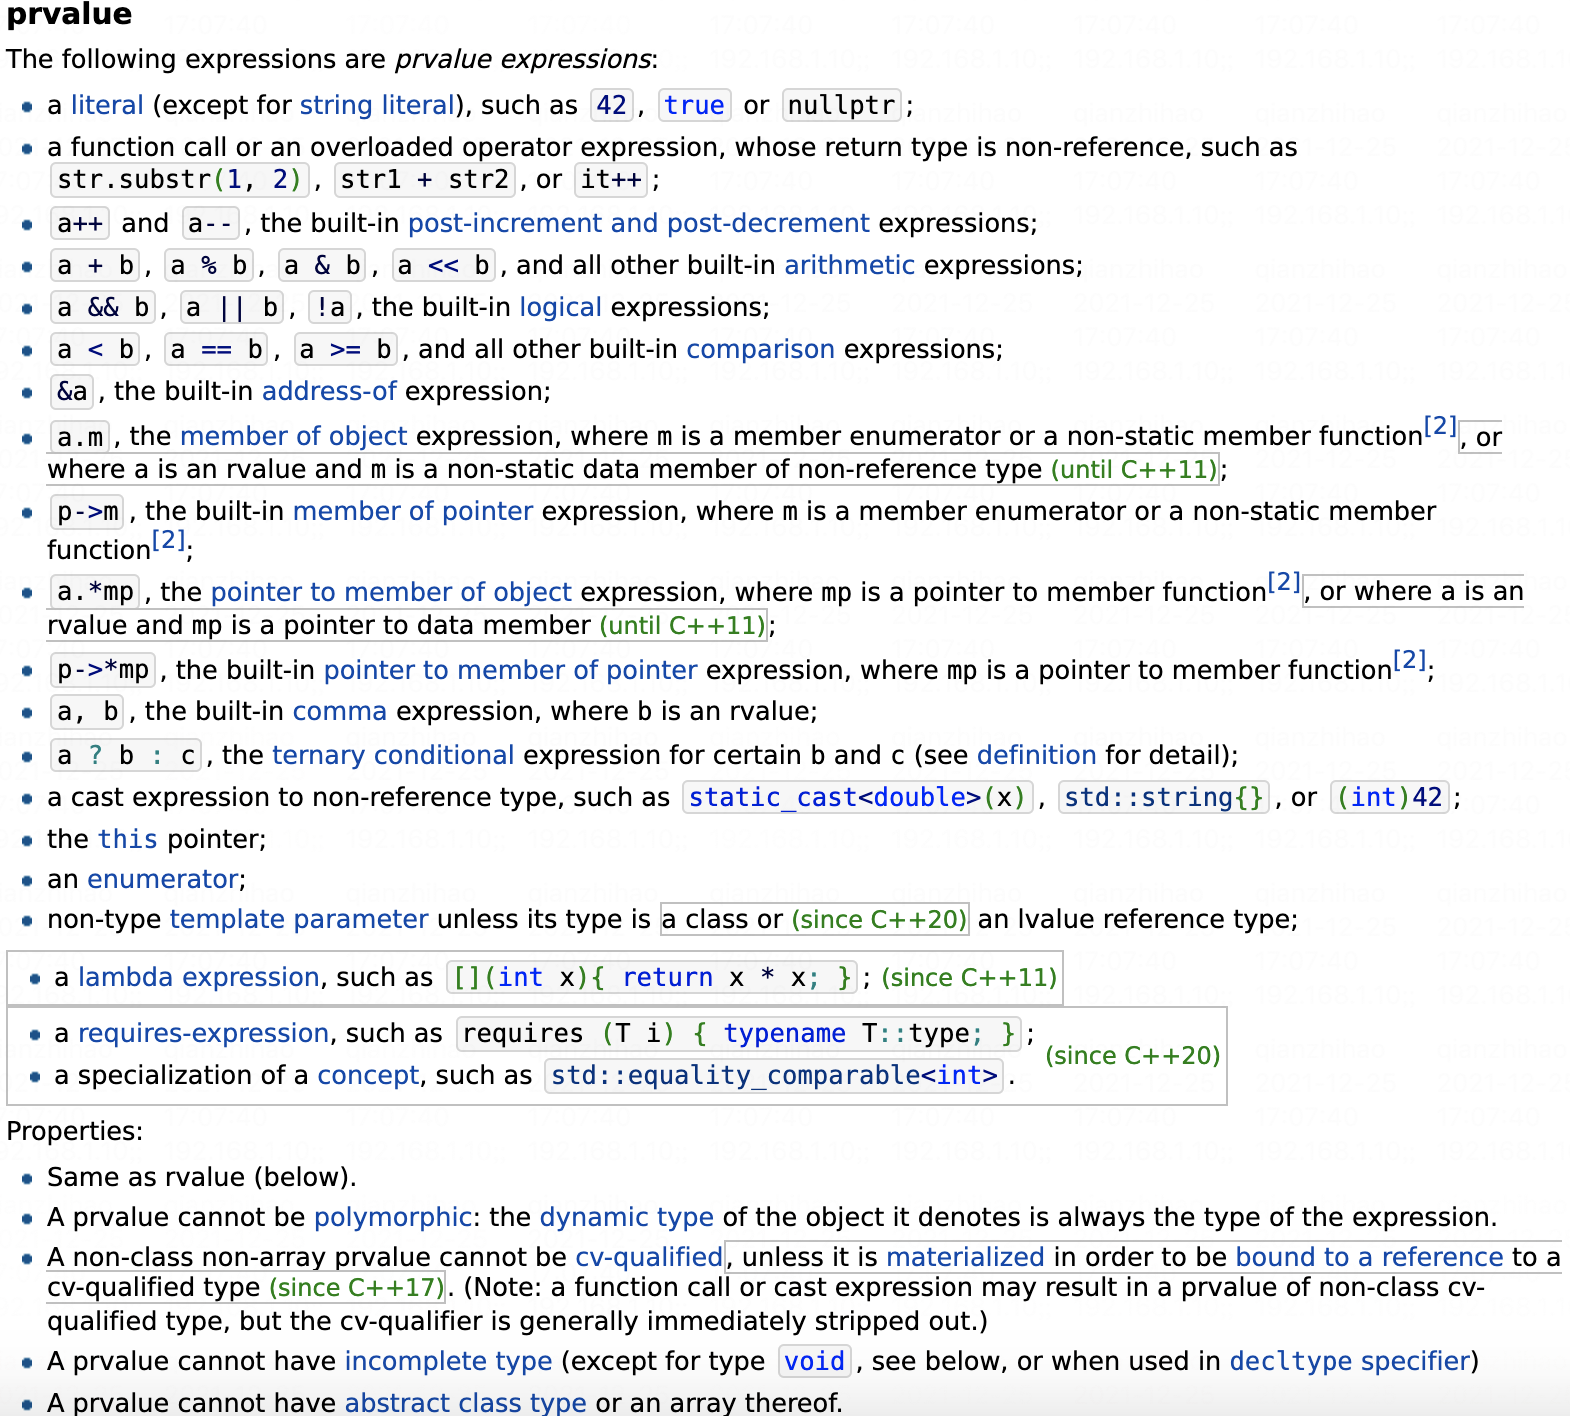 prvalue
The following expressions are prvalue expressions:
a literal (except for string literal), such as 42, true or nullptr;
a function call or an overloaded operator expression, whose return type is non-reference, such as
str.substr(1, 2), str1 + str2, or it++;
a++ and a--, the built-in post-increment and post-decrement expressions;
a + b, a % b, a & b, a << b, and all other built-in arithmetic expressions;
a && b, a || b, !a, the built-in logical expressions;
a < b, a == b, a >= b, and all other built-in comparison expressions;
&a, the built-in address-of expression;
a.m, the member of object expression, where m is a member enumerator or a non-static member function[2], or
where a is an rvalue and m is a non-static data member of non-reference type (until C++11);
p->m, the built-in member of pointer expression, where m is a member enumerator or a non-static member
function[2];
a.*mp, the pointer to member of object expression, where mp is a pointer to member function[2], or where a is an
rvalue and mp is a pointer to data member (until C++11);
p->*mp, the built-in pointer to member of pointer expression, where mp is a pointer to member function[2];
a, b, the built-in comma expression, where b is an rvalue;
a ? b : c, the ternary conditional expression for certain b and c (see definition for detail);
a cast expression to non-reference type, such as static_cast<double>(x), std::string{}, or (int)42;
the this pointer;
an enumerator;
non-type template parameter unless its type is a class or (since C++20) an lvalue reference type;
a lambda expression, such as [](int x){ return x * x; }; (since C++11)
a requires-expression, such as requires (T i) { typename T::type; };
(since C++20)
a specialization of a concept, such as std::equality_comparable<int>.
Properties:
Same as rvalue (below).
A prvalue cannot be polymorphic: the dynamic type of the object it denotes is always the type of the expression.
A non-class non-array prvalue cannot be cv-qualified, unless it is materialized in order to be bound to a reference to a
cv-qualified type (since C++17). (Note: a function call or cast expression may result in a prvalue of non-class cv-
qualified type, but the cv-qualifier is generally immediately stripped out.)
A prvalue cannot have incomplete type (except for type void, see below, or when used in decltype specifier)
A prvalue cannot have abstract class type or an array thereof.